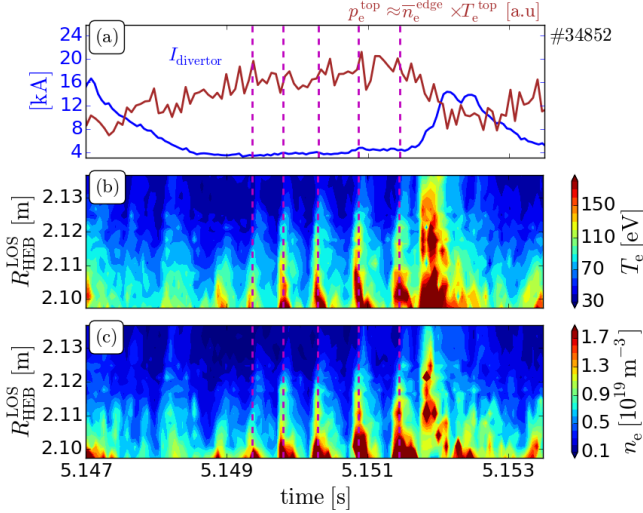 p_e^top ≈ n̅_e^edge × T_e^top [a.u]
(a)
#34852
I_divertor
[kA]
24
20
16
12
8
4
(b)
R_HEB^LOS [m]
2.13
2.12
2.11
2.10
150
110
70
30
T_e [eV]
(c)
R_HEB^LOS [m]
2.13
2.12
2.11
2.10
1.7
1.3
0.9
0.5
0.1
n_e [10^19 m^-3]
5.147 5.149 5.151 5.153
time [s]